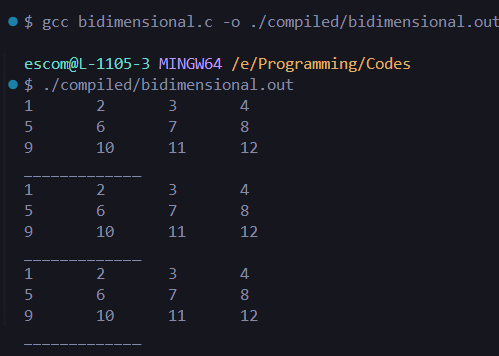 $ gcc bidimensional.c -o ./compiled/bidimensional.out
escom@L-1105-3 MINGW64 /e/Programming/Codes
$ ./compiled/bidimensional.out
1 2 3 4
5 6 7 8
9 10 11 12
_____________
1 2 3 4
5 6 7 8
9 10 11 12
_____________
1 2 3 4
5 6 7 8
9 10 11 12
_____________